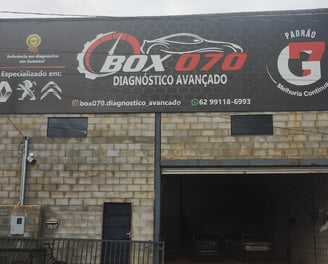 Referência em diagnóstico
em Goiânia!
Especializado em:
BOX 070
DIAGNÓSTICO AVANÇADO
@box070.diagnostico_avancado
62 99118-6993
PADRÃO
G
Melhoria Contínua